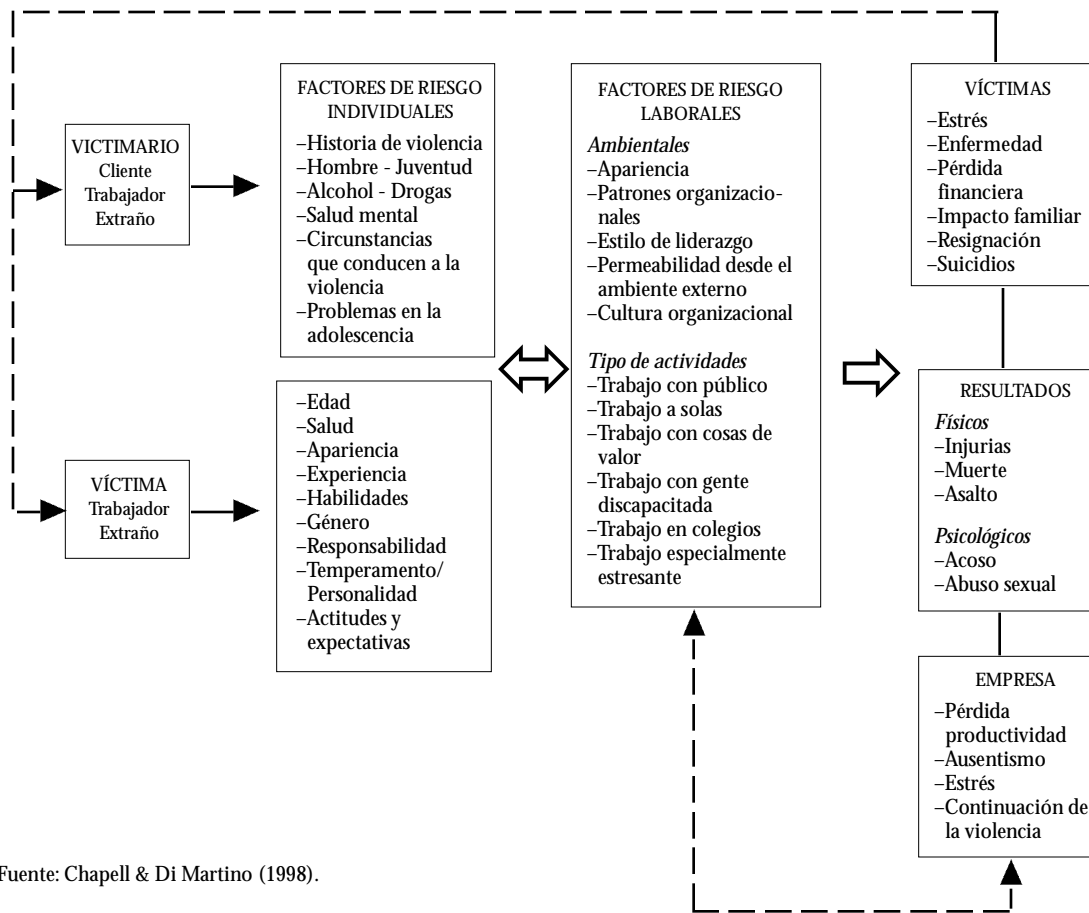 VICTIMARIO
Cliente
Trabajador
Extraño
FACTORES DE RIESGO
INDIVIDUALES
–Historia de violencia
–Hombre - Juventud
–Alcohol - Drogas
–Salud mental
–Circunstancias
que conducen a la
violencia
–Problemas en la
adolescencia
VÍCTIMA
Trabajador
Extraño
–Edad
–Salud
–Apariencia
–Experiencia
–Habilidades
–Género
–Responsabilidad
–Temperamento/
Personalidad
–Actitudes y
expectativas
FACTORES DE RIESGO
LABORALES
Ambientales
–Apariencia
–Patrones organizacio-
nales
–Estilo de liderazgo
–Permeabilidad desde el
ambiente externo
–Cultura organizacional
Tipo de actividades
–Trabajo con público
–Trabajo a solas
–Trabajo con cosas de
valor
–Trabajo con gente
discapacitada
–Trabajo en colegios
–Trabajo especialmente
estresante
VÍCTIMAS
–Estrés
–Enfermedad
–Pérdida
financiera
–Impacto familiar
–Resignación
–Suicidios
RESULTADOS
Físicos
–Injurias
–Muerte
–Asalto
Psicológicos
–Acoso
–Abuso sexual
EMPRESA
–Pérdida
productividad
–Ausentismo
–Estrés
–Continuación de
la violencia
Fuente: Chapell & Di Martino (1998).